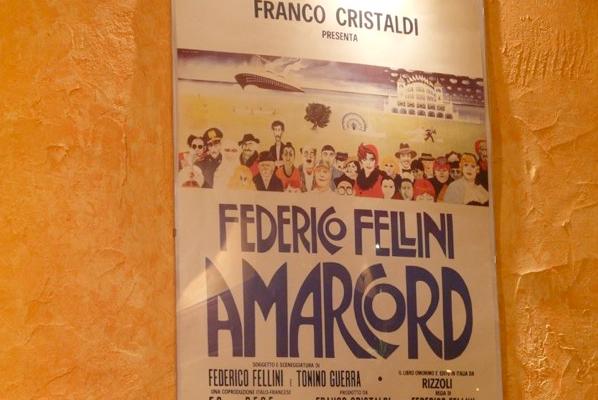 FRANCO CRISTALDI
PRESENTA
FEDERICO FELLINI
AMARCORD
SOGGETTO E SCENEGGIATURA DI
FEDERICO FELLINI E TONINO GUERRA
IL LIBRO OMONIMO E EDITO IN ITALIA DA
RIZZOLI
UNA COPRODUZIONE ITALO-FRANCESE
PRODOTTO DA
FRANCO CRISTALDI
REGIA DI
FEDERICO FELLINI